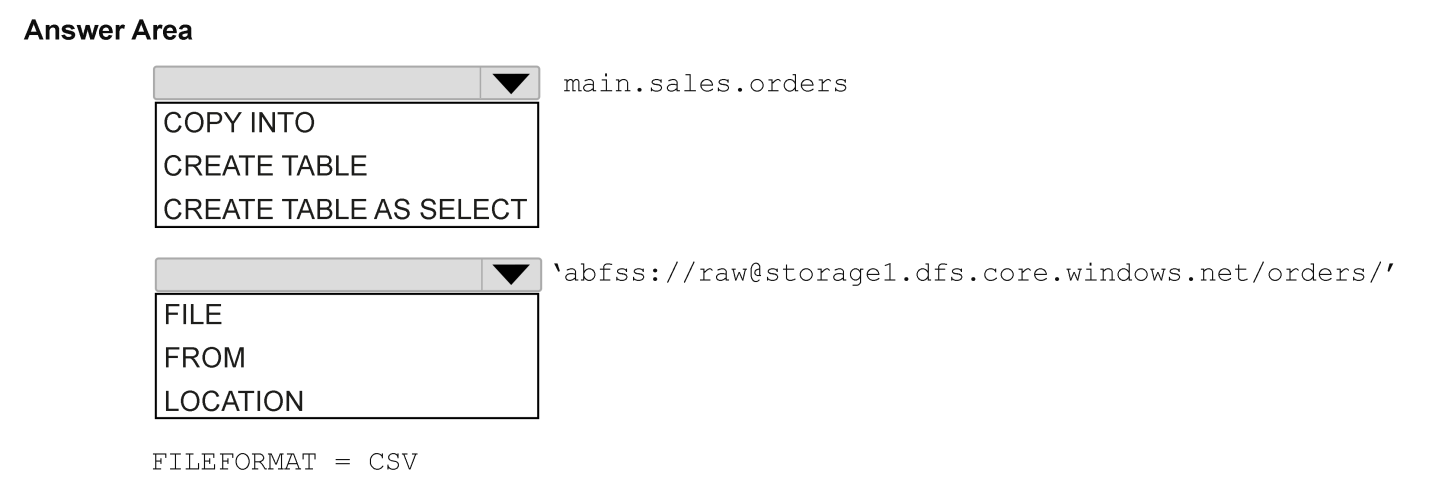 Answer Area
main.sales.orders
COPY INTO
CREATE TABLE
CREATE TABLE AS SELECT
‘abfss://raw@storage1.dfs.core.windows.net/orders/’
FILE
FROM
LOCATION
FILEFORMAT = CSV